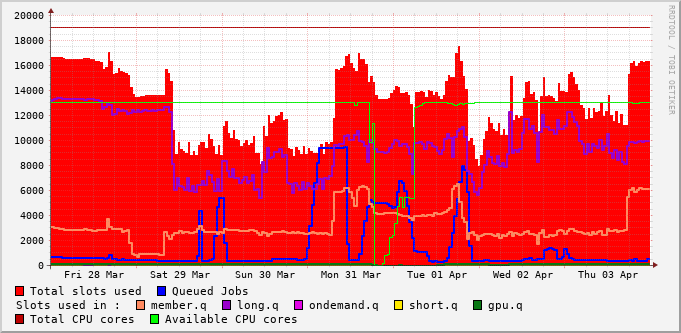 20000
18000
16000
14000
12000
10000
8000
6000
4000
2000
0
Fri 28 Mar Sat 29 Mar Sun 30 Mar Mon 31 Mar Tue 01 Apr Wed 02 Apr Thu 03 Apr
Total slots used Queued Jobs
Slots used in : member.q long.q ondemand.q short.q gpu.q
Total CPU cores Available CPU cores
RRDTOOL / TOBI OETIKER